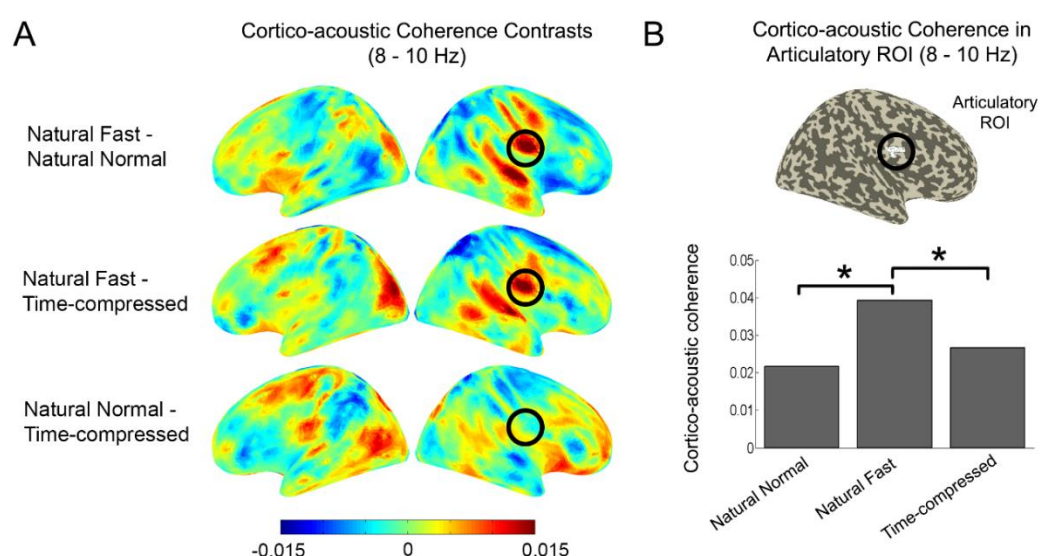 A
Cortico-acoustic Coherence Contrasts
(8 - 10 Hz)
Natural Fast -
Natural Normal
Natural Fast -
Time-compressed
Natural Normal -
Time-compressed
-0.015
0
0.015
B
Cortico-acoustic Coherence in
Articulatory ROI (8 - 10 Hz)
Articulatory
ROI
*
*
Cortico-acoustic coherence
0.05
0.04
0.03
0.02
0.01
0
Natural Normal
Natural Fast
Time-compressed